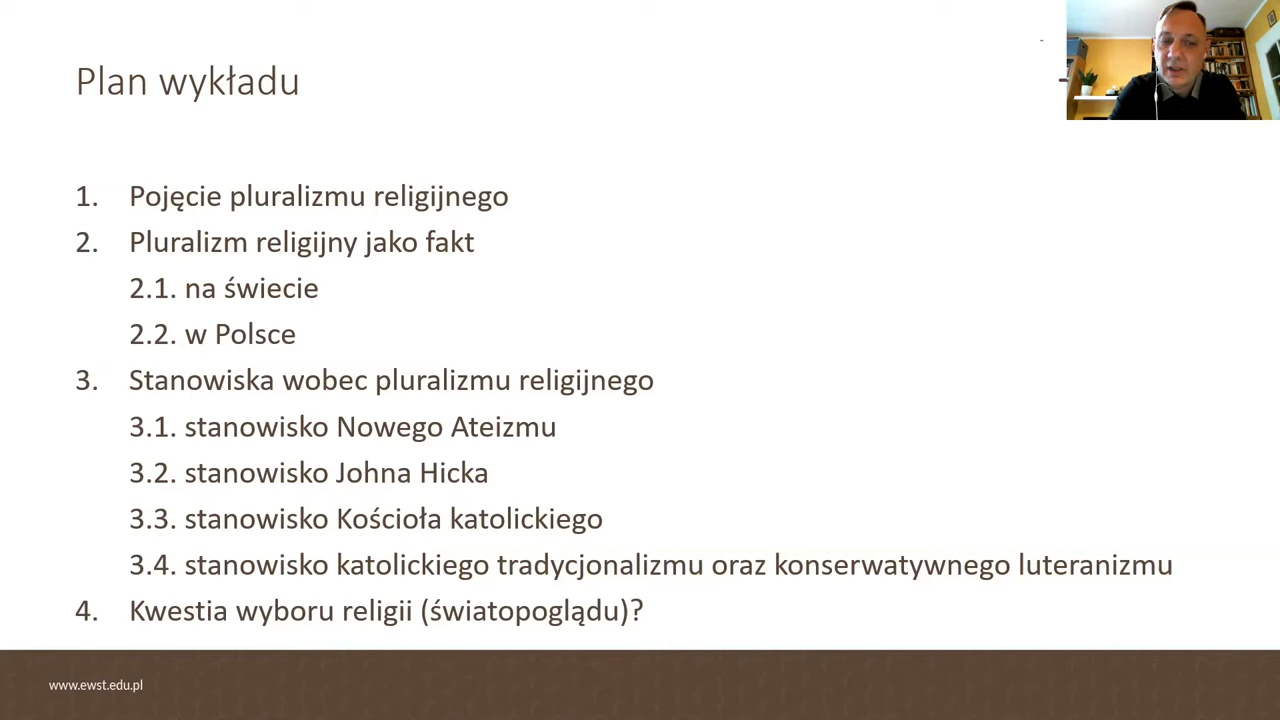 Plan wykładu
1. Pojęcie pluralizmu religijnego
2. Pluralizm religijny jako fakt
2.1. na świecie
2.2. w Polsce
3. Stanowiska wobec pluralizmu religijnego
3.1. stanowisko Nowego Ateizmu
3.2. stanowisko Johna Hicka
3.3. stanowisko Kościoła katolickiego
3.4. stanowisko katolickiego tradycjonalizmu oraz konserwatywnego luteranizmu
4. Kwestia wyboru religii (światopoglądu)?
www.ewst.edu.pl